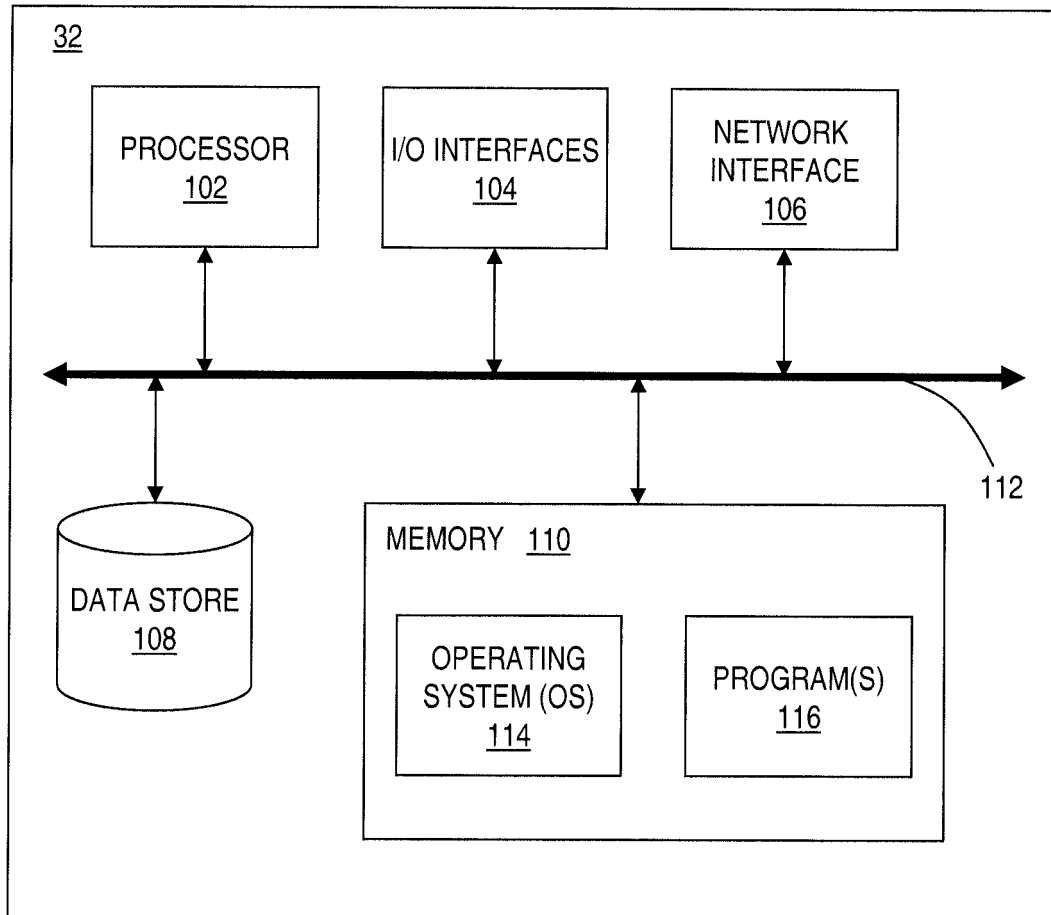 32
PROCESSOR
102
I/O INTERFACES
104
NETWORK
INTERFACE
106
112
DATA STORE
108
MEMORY 110
OPERATING
SYSTEM (OS)
114
PROGRAM(S)
116